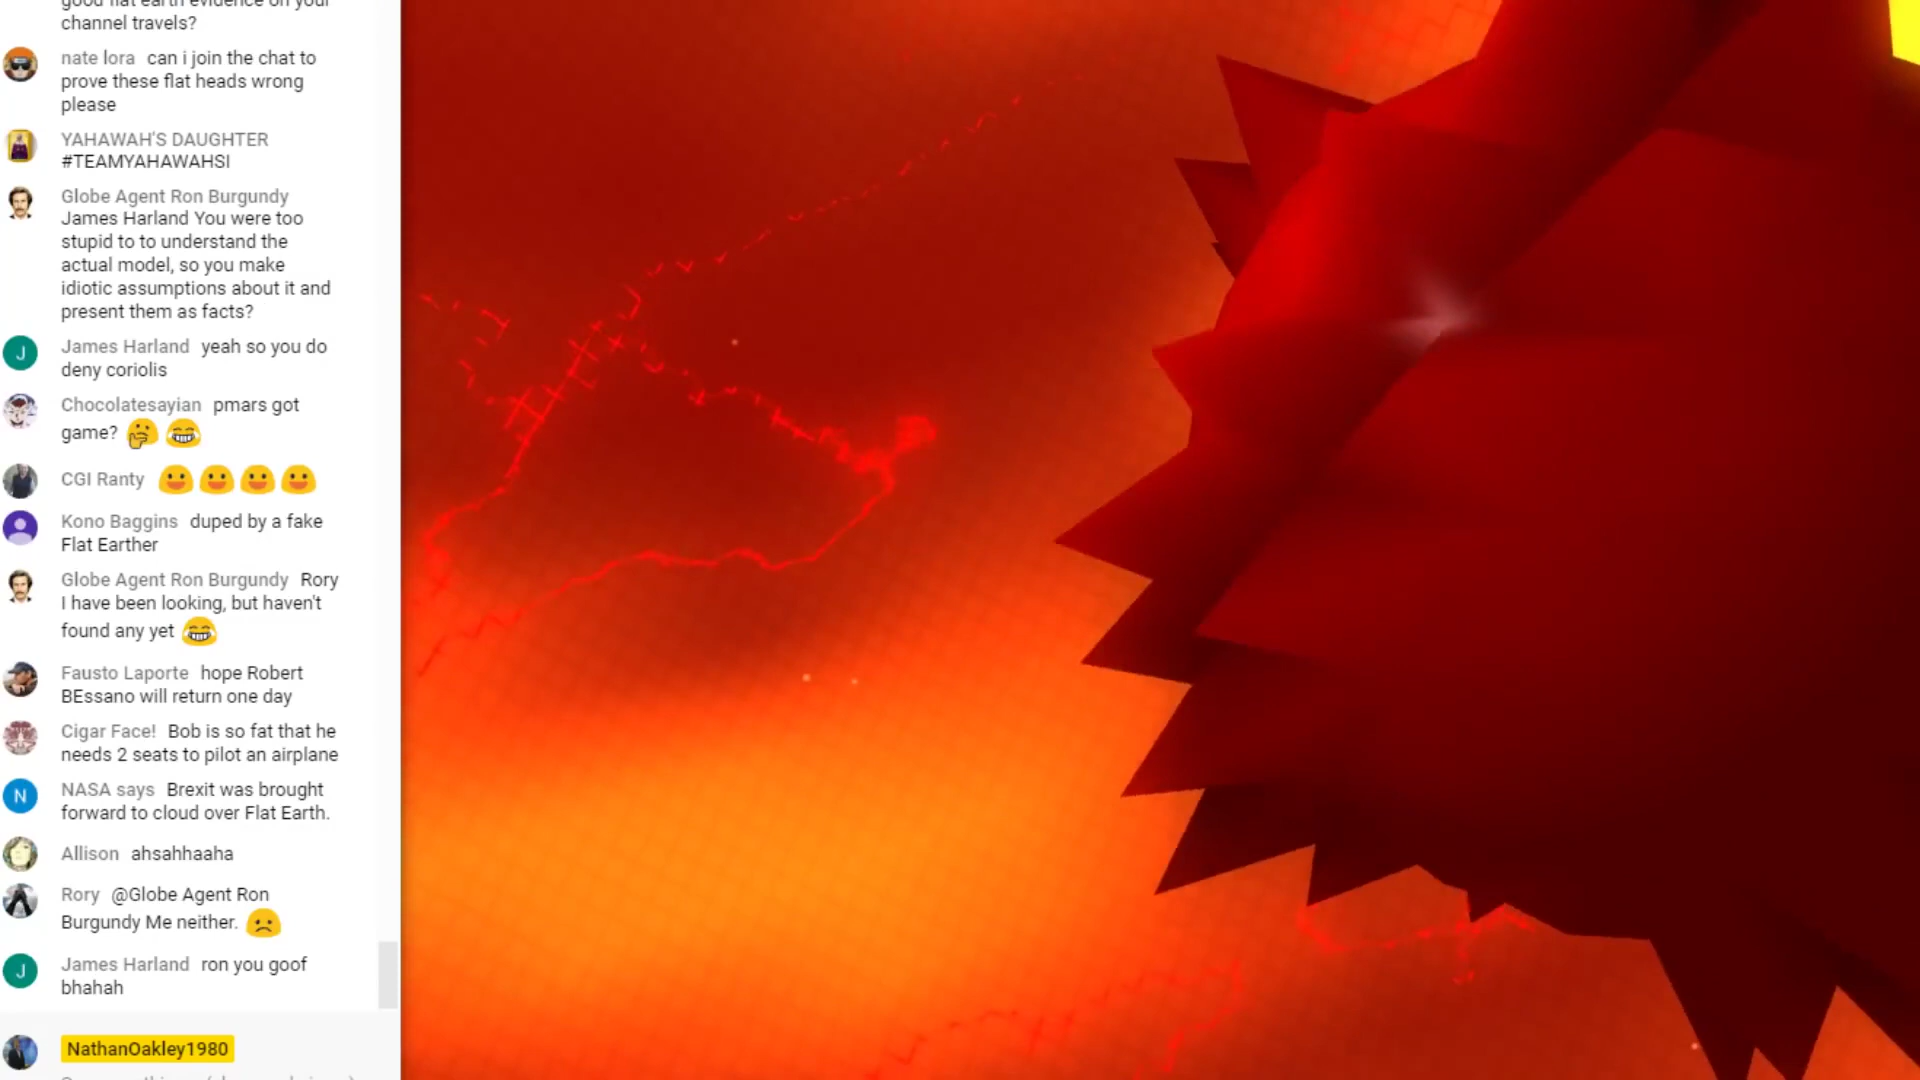 good flat earth evidence on your
channel travels?
nate lora can i join the chat to
prove these flat heads wrong
please
YAHAWAH'S DAUGHTER
#TEAMYAHAWAHSI
Globe Agent Ron Burgundy
James Harland You were too
stupid to to understand the
actual model, so you make
idiotic assumptions about it and
present them as facts?
J James Harland yeah so you do
deny coriolis
Chocolatesayian pmars got
game? 🤔 😂
CGI Ranty 😀 😀 😀 😀
Kono Baggins duped by a fake
Flat Earther
Globe Agent Ron Burgundy Rory
I have been looking, but haven't
found any yet 😂
Fausto Laporte hope Robert
BEssano will return one day
Cigar Face! Bob is so fat that he
needs 2 seats to pilot an airplane
N NASA says Brexit was brought
forward to cloud over Flat Earth.
Allison ahsahhaaha
Rory @Globe Agent Ron
Burgundy Me neither. ☹️
J James Harland ron you goof
bhahah
NathanOakley1980